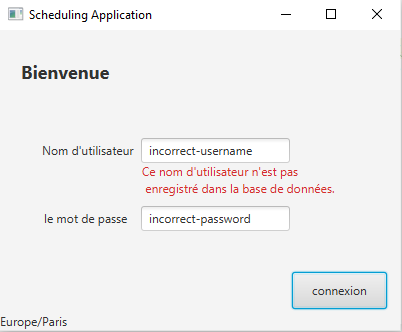 Scheduling Application
Bienvenue
Nom d'utilisateur incorrect-username
Ce nom d'utilisateur n'est pas
enregistré dans la base de données.
le mot de passe incorrect-password
connexion
Europe/Paris